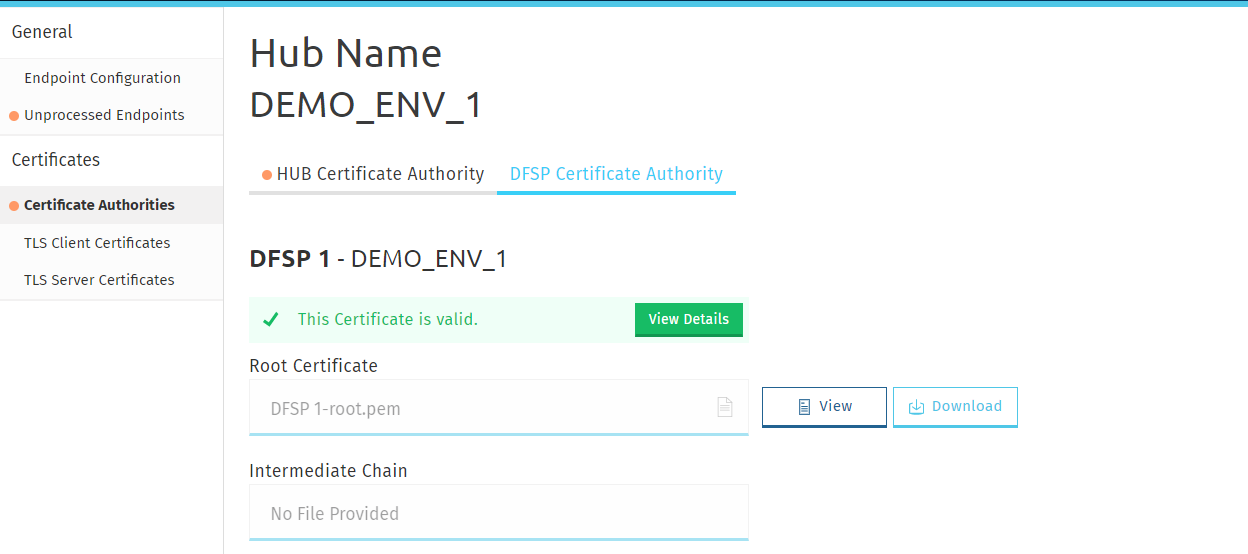 General
Endpoint Configuration
Unprocessed Endpoints
Certificates
Certificate Authorities
TLS Client Certificates
TLS Server Certificates
Hub Name
DEMO_ENV_1
HUB Certificate Authority
DFSP Certificate Authority
DFSP 1 - DEMO_ENV_1
This Certificate is valid.
View Details
Root Certificate
DFSP 1-root.pem
View
Download
Intermediate Chain
No File Provided